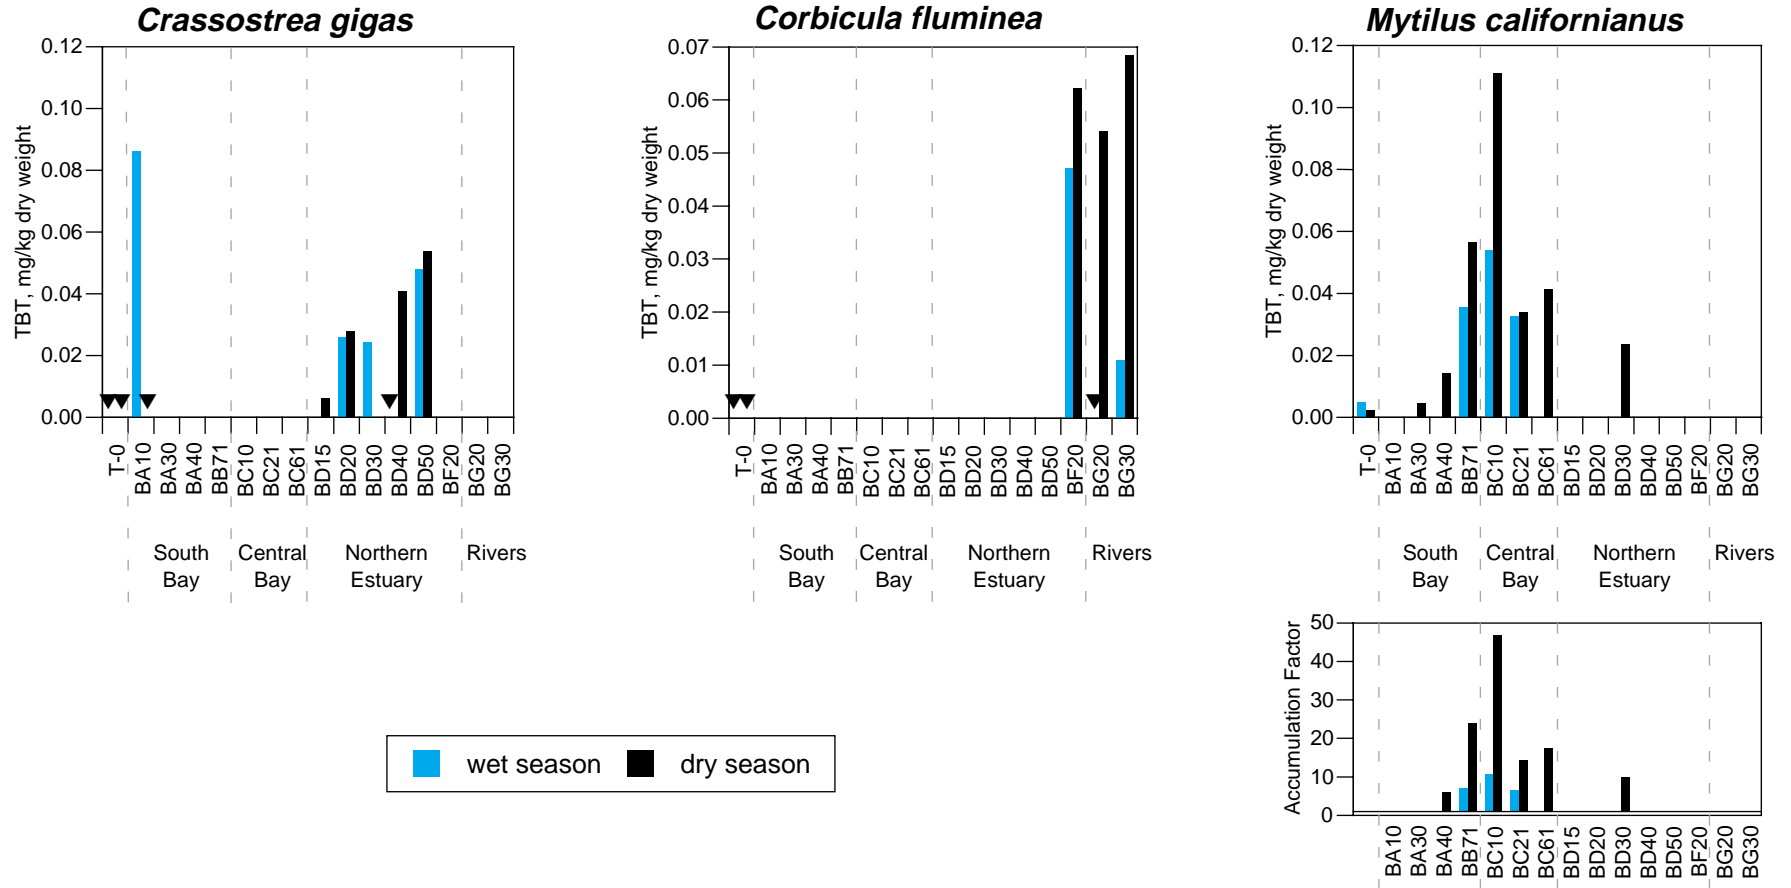 Crassostrea gigas
TBT, mg/kg dry weight
0.12
0.10
0.08
0.06
0.04
0.02
0.00
T-0
BA10
BA30
BA40
BB71
BC10
BC21
BC61
BD15
BD20
BD30
BD40
BD50
BF20
BG20
BG30
South
Bay
Central
Bay
Northern
Estuary
Rivers
Corbicula fluminea
TBT, mg/kg dry weight
0.07
0.06
0.05
0.04
0.03
0.02
0.01
0.00
T-0
BA10
BA30
BA40
BB71
BC10
BC21
BC61
BD15
BD20
BD30
BD40
BD50
BF20
BG20
BG30
South
Bay
Central
Bay
Northern
Estuary
Rivers
Mytilus californianus
TBT, mg/kg dry weight
0.12
0.10
0.08
0.06
0.04
0.02
0.00
T-0
BA10
BA30
BA40
BB71
BC10
BC21
BC61
BD15
BD20
BD30
BD40
BD50
BF20
BG20
BG30
South
Bay
Central
Bay
Northern
Estuary
Rivers
Accumulation Factor
50
40
30
20
10
0
BA10
BA30
BA40
BB71
BC10
BC21
BC61
BD15
BD20
BD30
BD40
BD50
BF20
BG20
BG30
wet season
dry season